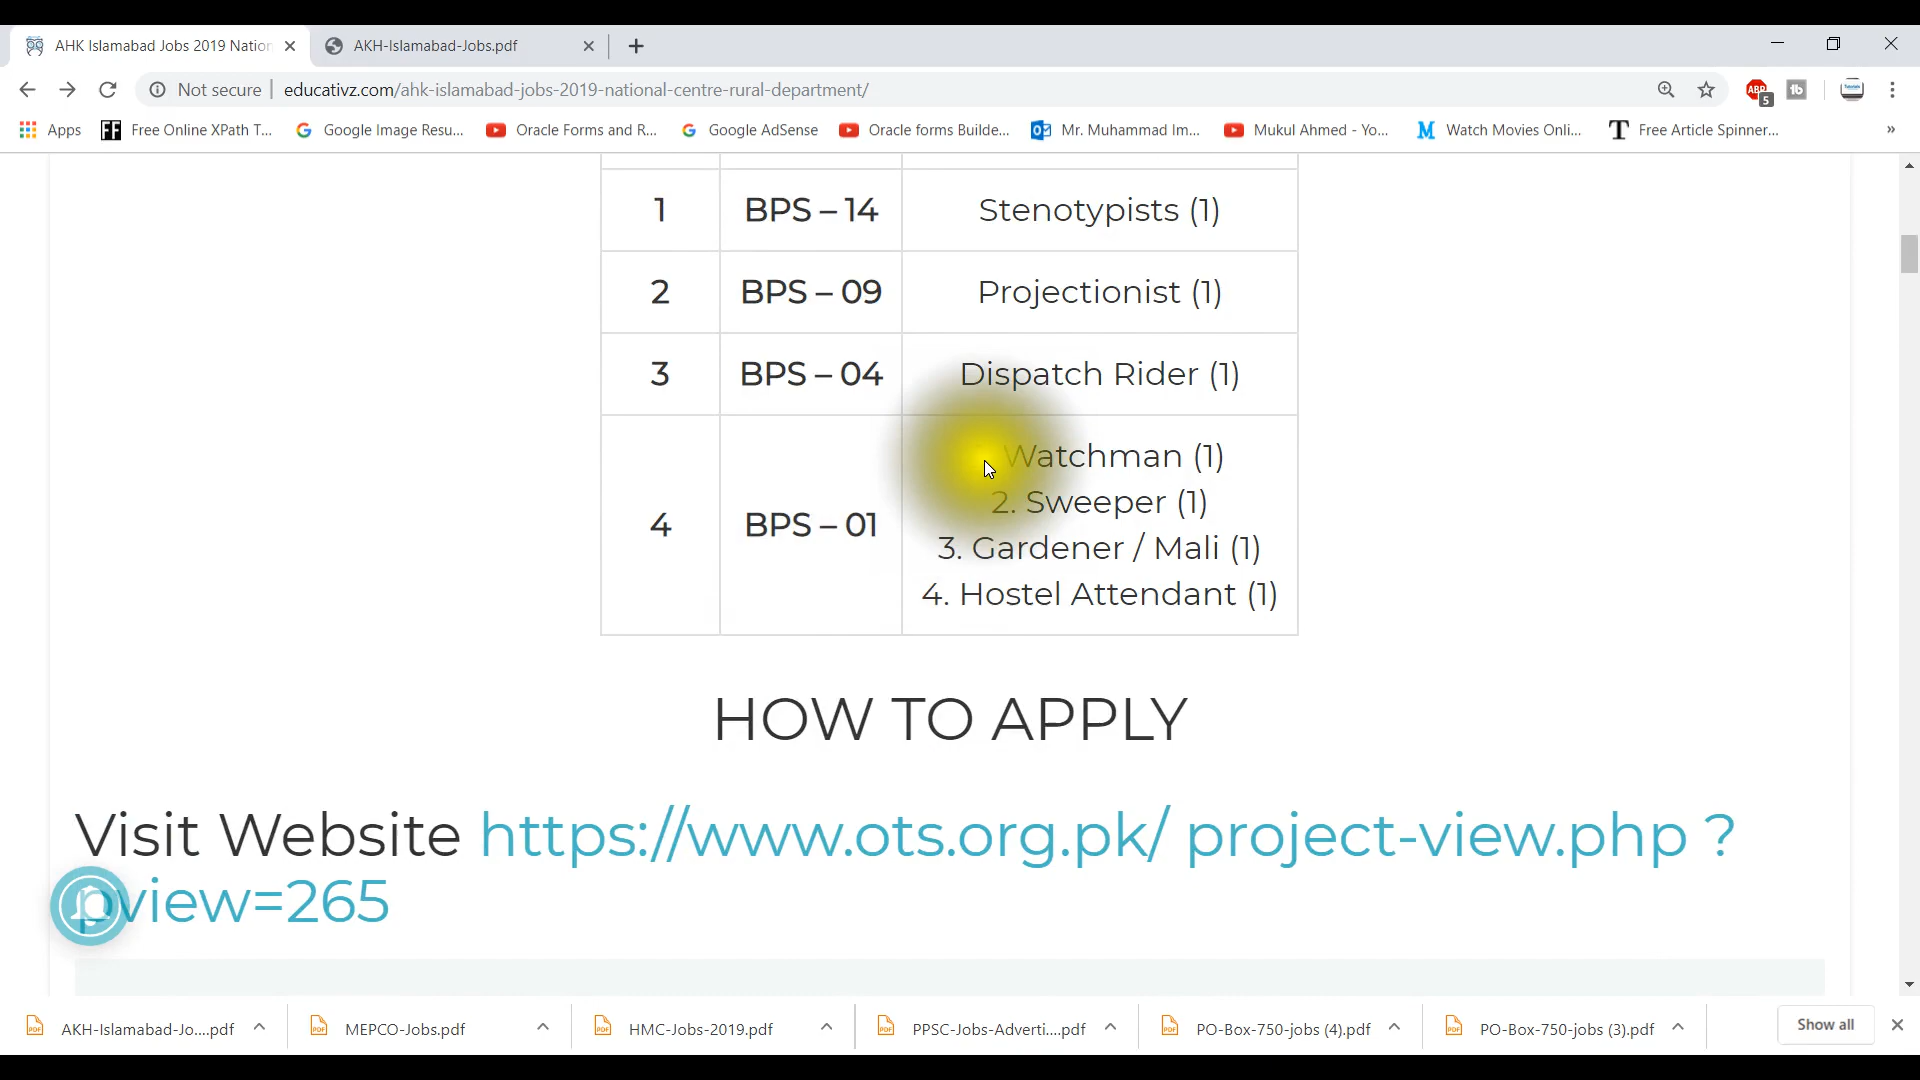 AHK Islamabad Jobs 2019 Nation
AKH-Islamabad-Jobs.pdf
Not secure
educativz.com/ahk-islamabad-jobs-2019-national-centre-rural-department/
ABP
5
tb
Apps
FF
Free Online XPath T...
Google Image Resu...
Oracle Forms and R...
Google AdSense
Oracle forms Builde...
Mr. Muhammad Im...
Mukul Ahmed - Yo...
Watch Movies Onli...
Free Article Spinner...
»
1 BPS – 14 Stenotypists (1)
2 BPS – 09 Projectionist (1)
3 BPS – 04 Dispatch Rider (1)
4 BPS – 01
Watchman (1)
2. Sweeper (1)
3. Gardener / Mali (1)
4. Hostel Attendant (1)
HOW TO APPLY
Visit Website https://www.ots.org.pk/ project-view.php ?
pview=265
AKH-Islamabad-Jo....pdf
MEPCO-Jobs.pdf
HMC-Jobs-2019.pdf
PPSC-Jobs-Adverti....pdf
PO-Box-750-jobs (4).pdf
PO-Box-750-jobs (3).pdf
Show all